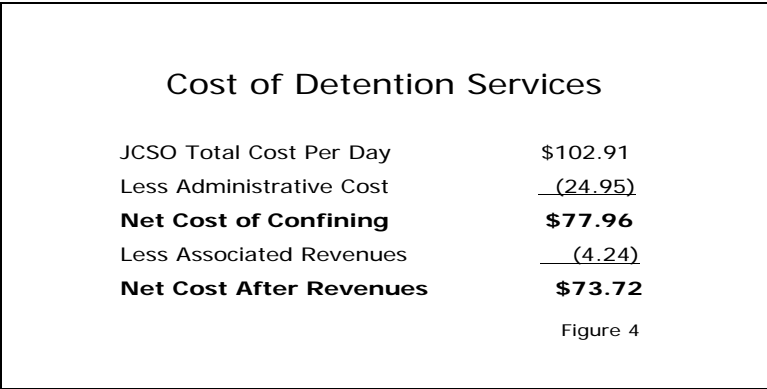 Cost of Detention Services
JCSO Total Cost Per Day $102.91
Less Administrative Cost (24.95)
Net Cost of Confining $77.96
Less Associated Revenues (4.24)
Net Cost After Revenues $73.72
Figure 4